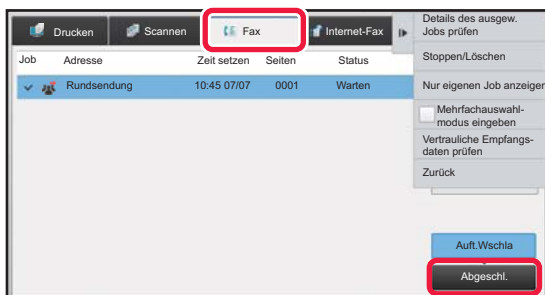 Drucken Scannen Fax Internet-Fax
Job Adresse Zeit setzen Seiten Status
Rundsendung 10:45 07/07 0001 Warten
Details des ausgew.
Jobs prüfen
Stoppen/Löschen
Nur eigenen Job anzeigen
Mehrfachauswahl-
modus eingeben
Vertrauliche Empfangs-
daten prüfen
Zurück
Auft.Wschla
Abgeschl.